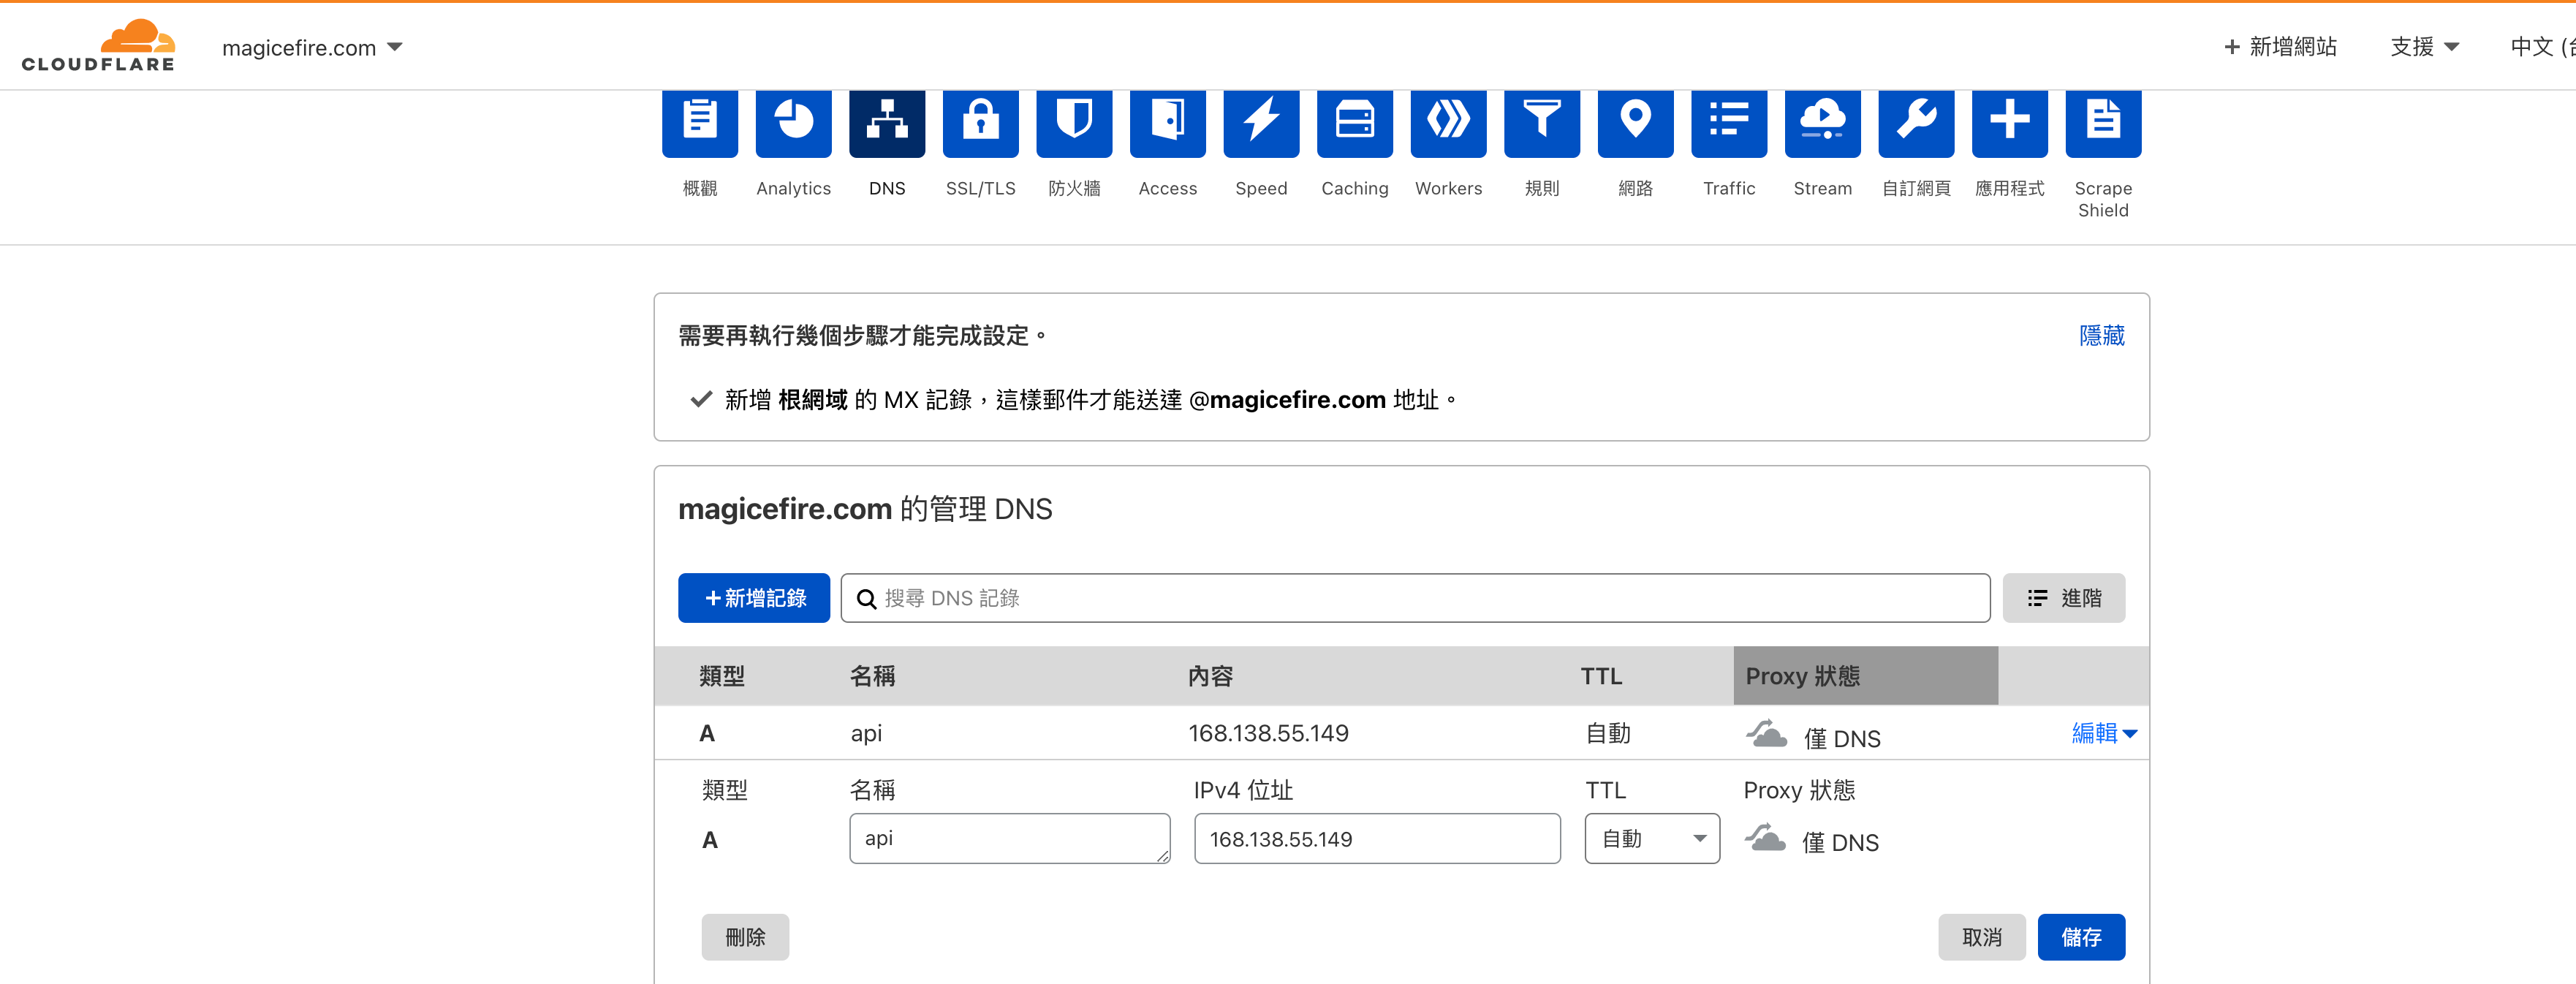 CLOUDFLARE
magicefire.com
+ 新增網站
支援
中文 (
概觀
Analytics
DNS
SSL/TLS
防火牆
Access
Speed
Caching
Workers
規則
網路
Traffic
Stream
自訂網頁
應用程式
Scrape
Shield
需要再執行幾個步驟才能完成設定。
隱藏
新增 根網域 的 MX 記錄，這樣郵件才能送達 @magicefire.com 地址。
magicefire.com 的管理 DNS
+新增記錄
搜尋 DNS 記錄
進階
類型 名稱 內容 TTL Proxy 狀態
A api 168.138.55.149 自動 僅 DNS 編輯
類型 名稱 IPv4 位址 TTL Proxy 狀態
A api 168.138.55.149 自動 僅 DNS
刪除 取消 儲存